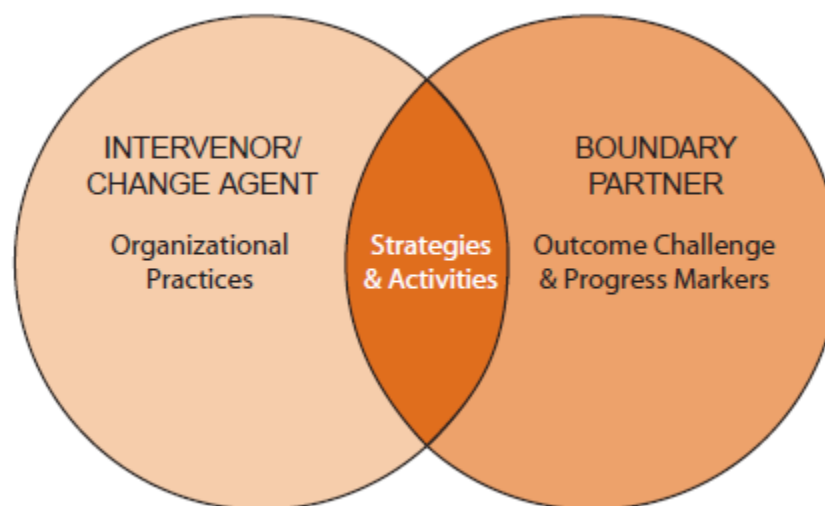 INTERVENOR/
CHANGE AGENT
Organizational
Practices
Strategies
& Activities
BOUNDARY
PARTNER
Outcome Challenge
& Progress Markers